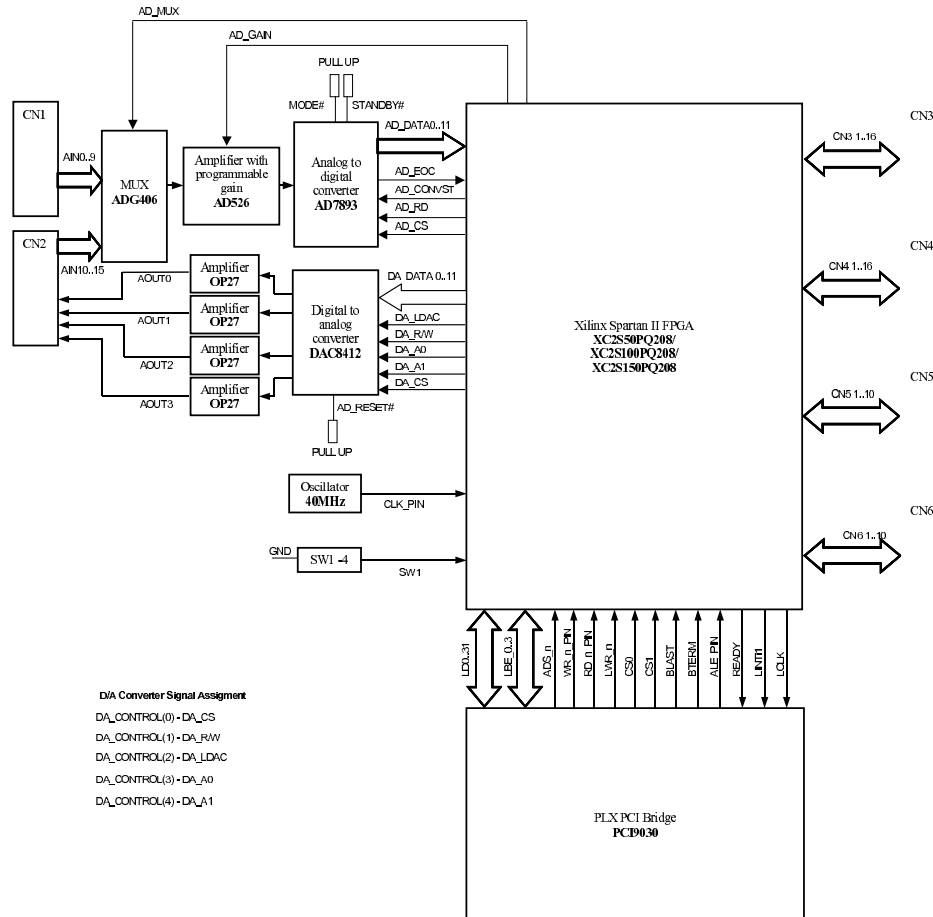 AD_MUX
AD_GAIN
PULL UP
MODE#
STANDBY#
CN1
AIN0..9
MUX
ADG406
Amplifier with
programmable
gain
AD526
Analog to
digital
converter
AD7893
AD_DATA0..11
AD_EOC
AD_CONVST
AD_RD
AD_CS
CN2
AIN10..15
AOUT0
AOUT1
AOUT2
AOUT3
Amplifier
OP27
Amplifier
OP27
Amplifier
OP27
Amplifier
OP27
Digital to
analog
converter
DAC8412
DA_DATA 0..11
DA_LDAC
DA_R/W
DA_A0
DA_A1
DA_CS
AD_RESET#
PULL UP
Oscillator
40MHz
CLK_PIN
GND
SW1 -4
SW1
Xilinx Spartan II FPGA
XC2S50PQ208/
XC2S100PQ208/
XC2S150PQ208
CN3
CN3 1..16
CN4
CN4 1..16
CN5
CN5 1..10
CN6
CN6 1..10
LD0..31
LBE_0..3
ADS_n
WR_n_PIN
RD_n_PIN
LWR_n
CS0
CS1
BLAST
BTERM
ALE_PIN
READY
LINTI1
LCLK
PLX PCI Bridge
PCI9030
D/A Converter Signal Assigment
DA_CONTROL(0) - DA_CS
DA_CONTROL(1) - DA_R/W
DA_CONTROL(2) - DA_LDAC
DA_CONTROL(3) - DA_A0
DA_CONTROL(4) - DA_A1